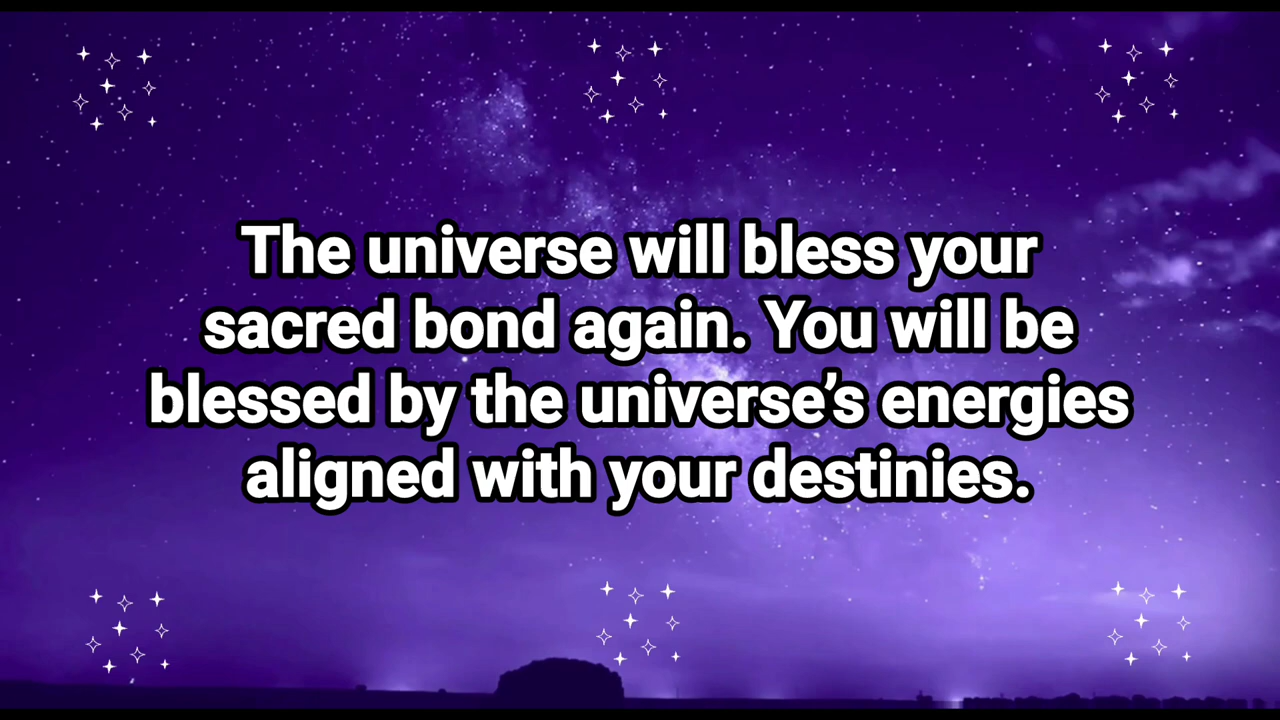 The universe will bless your
sacred bond again. You will be
blessed by the universe’s energies
aligned with your destinies.